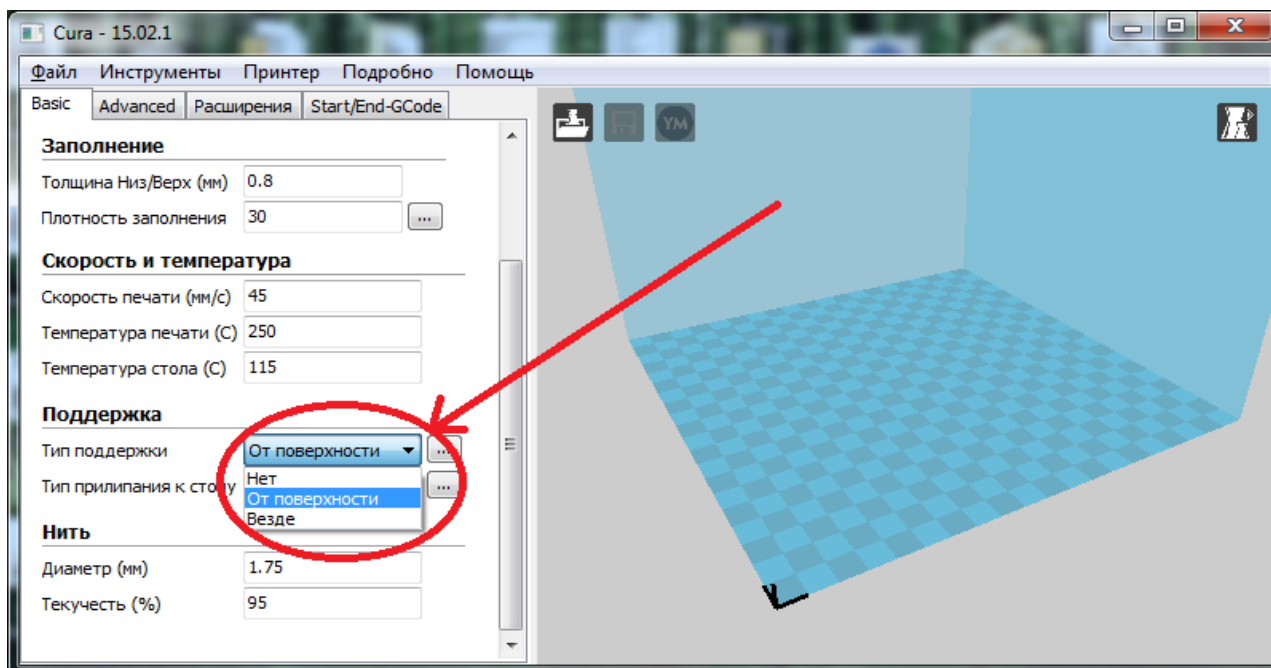 Cura - 15.02.1
Файл Инструменты Принтер Подробно Помощь
Basic Advanced Расширения Start/End-GCode
Заполнение
Толщина Низ/Верх (мм) 0.8
Плотность заполнения 30 ...
Скорость и температура
Скорость печати (мм/с) 45
Температура печати (C) 250
Температура стола (C) 115
Поддержка
Тип поддержки От поверхности ...
Тип прилипания к столу ...
Нет
От поверхности
Везде
Нить
Диаметр (мм) 1.75
Текучесть (%) 95
YM